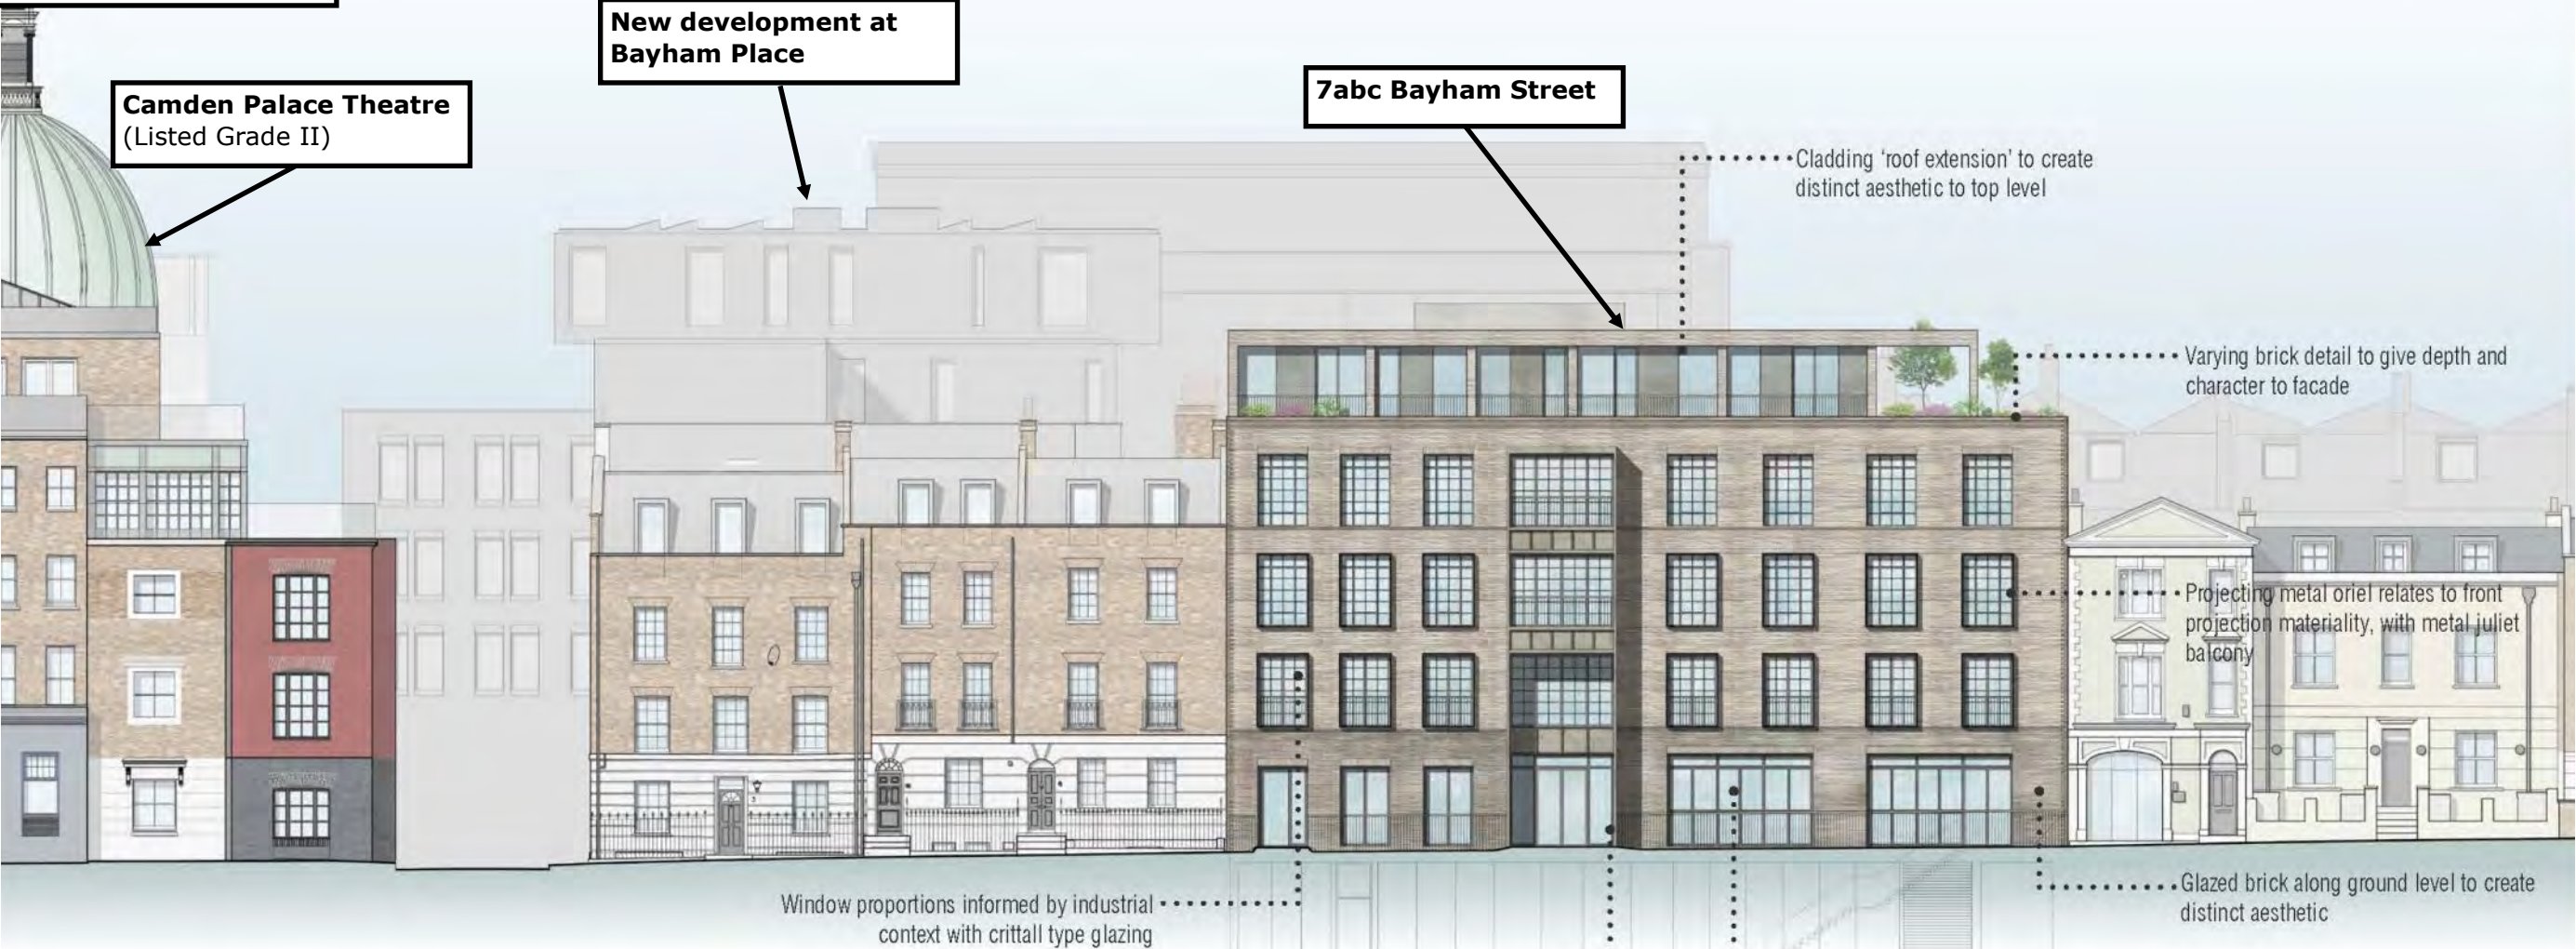 New development at
Bayham Place
Camden Palace Theatre
(Listed Grade II)
7abc Bayham Street
Cladding ‘roof extension’ to create
distinct aesthetic to top level
Varying brick detail to give depth and
character to facade
Projecting metal oriel relates to front
projection materiality, with metal juliet
balcony
Window proportions informed by industrial
context with crittall type glazing
Glazed brick along ground level to create
distinct aesthetic